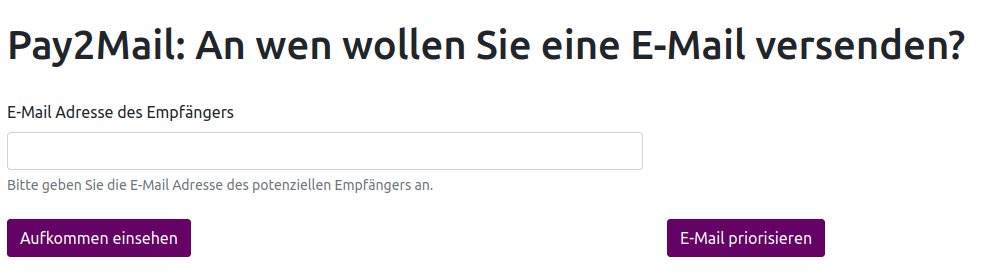 Pay2Mail: An wen wollen Sie eine E-Mail versenden?
E-Mail Adresse des Empfängers
Bitte geben Sie die E-Mail Adresse des potenziellen Empfängers an.
Aufkommen einsehen
E-Mail priorisieren